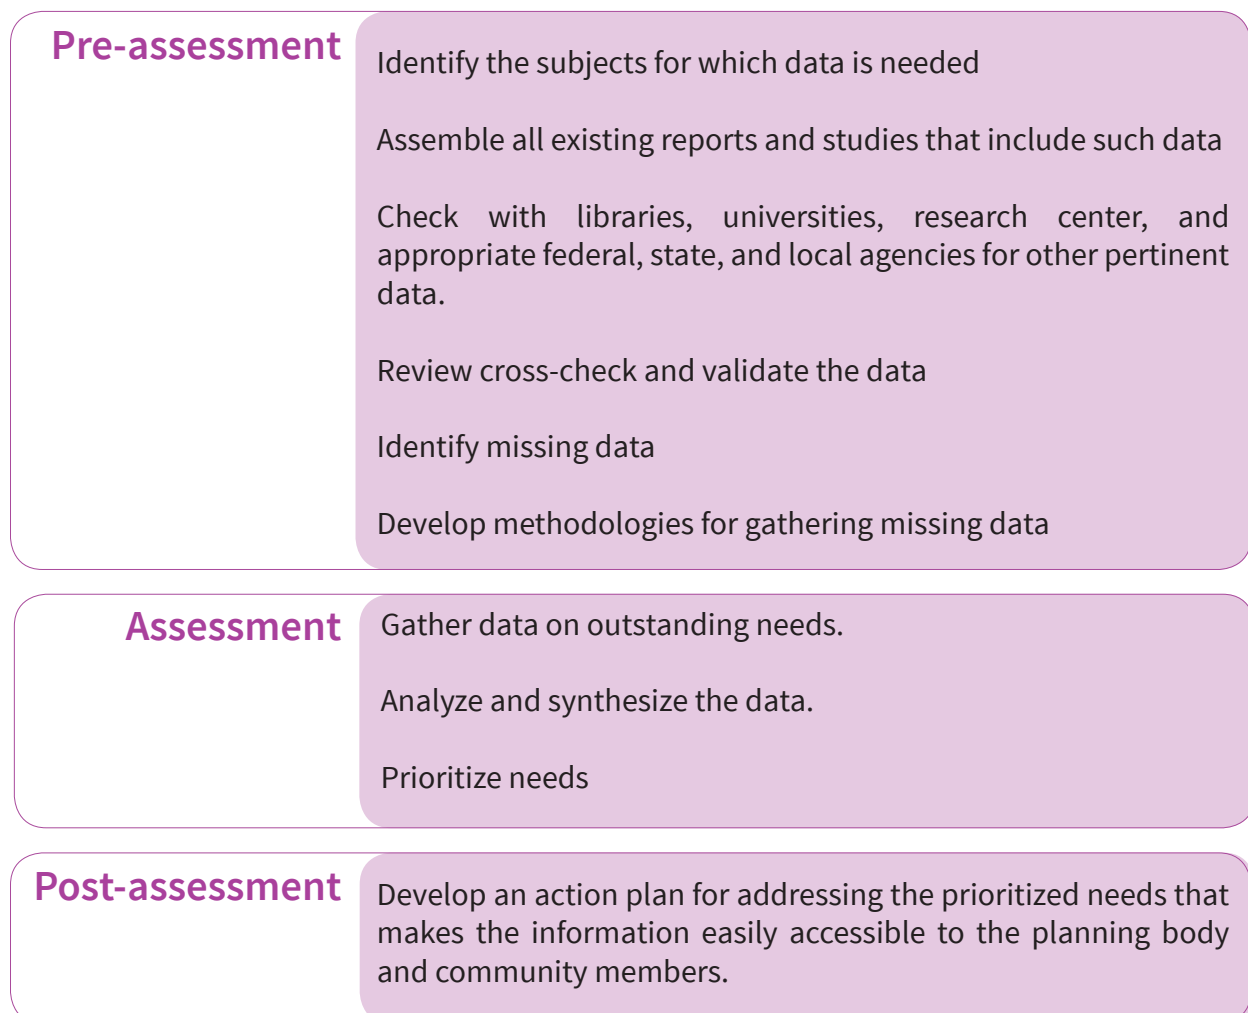 Pre-assessment
Identify the subjects for which data is needed
Assemble all existing reports and studies that include such data
Check with libraries, universities, research center, and
appropriate federal, state, and local agencies for other pertinent
data.
Review cross-check and validate the data
Identify missing data
Develop methodologies for gathering missing data
Assessment
Gather data on outstanding needs.
Analyze and synthesize the data.
Prioritize needs
Post-assessment
Develop an action plan for addressing the prioritized needs that
makes the information easily accessible to the planning body
and community members.